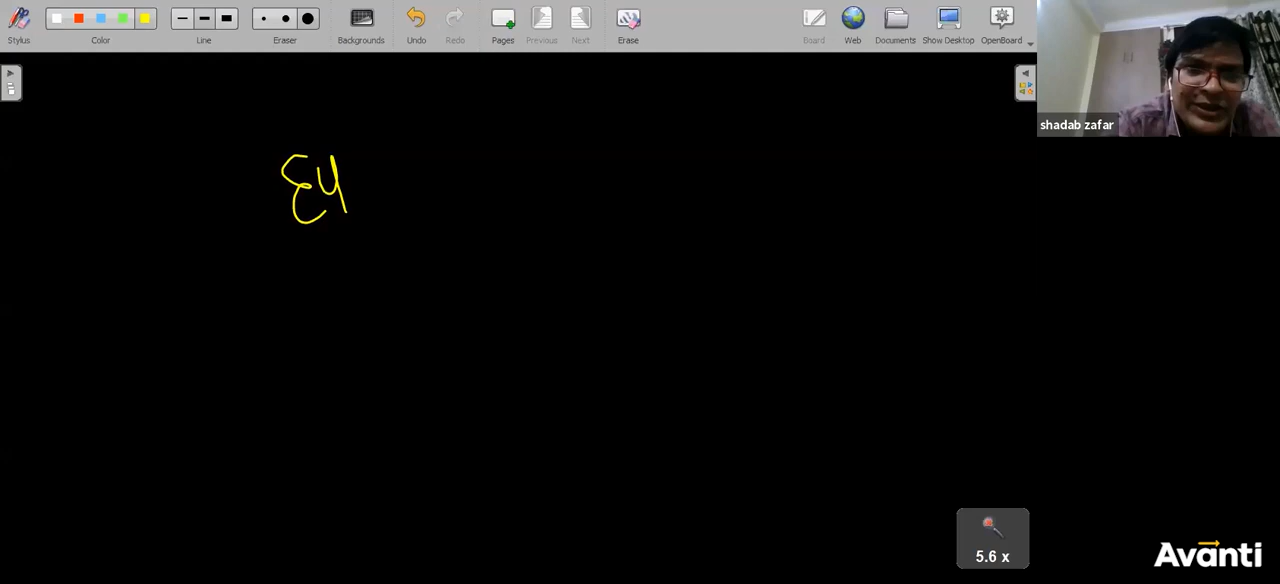 Stylus Color Line Eraser Backgrounds Undo Redo Pages Previous Next Erase Board Web Documents Show Desktop OpenBoard
shadab zafar
5.6 x
Avanti